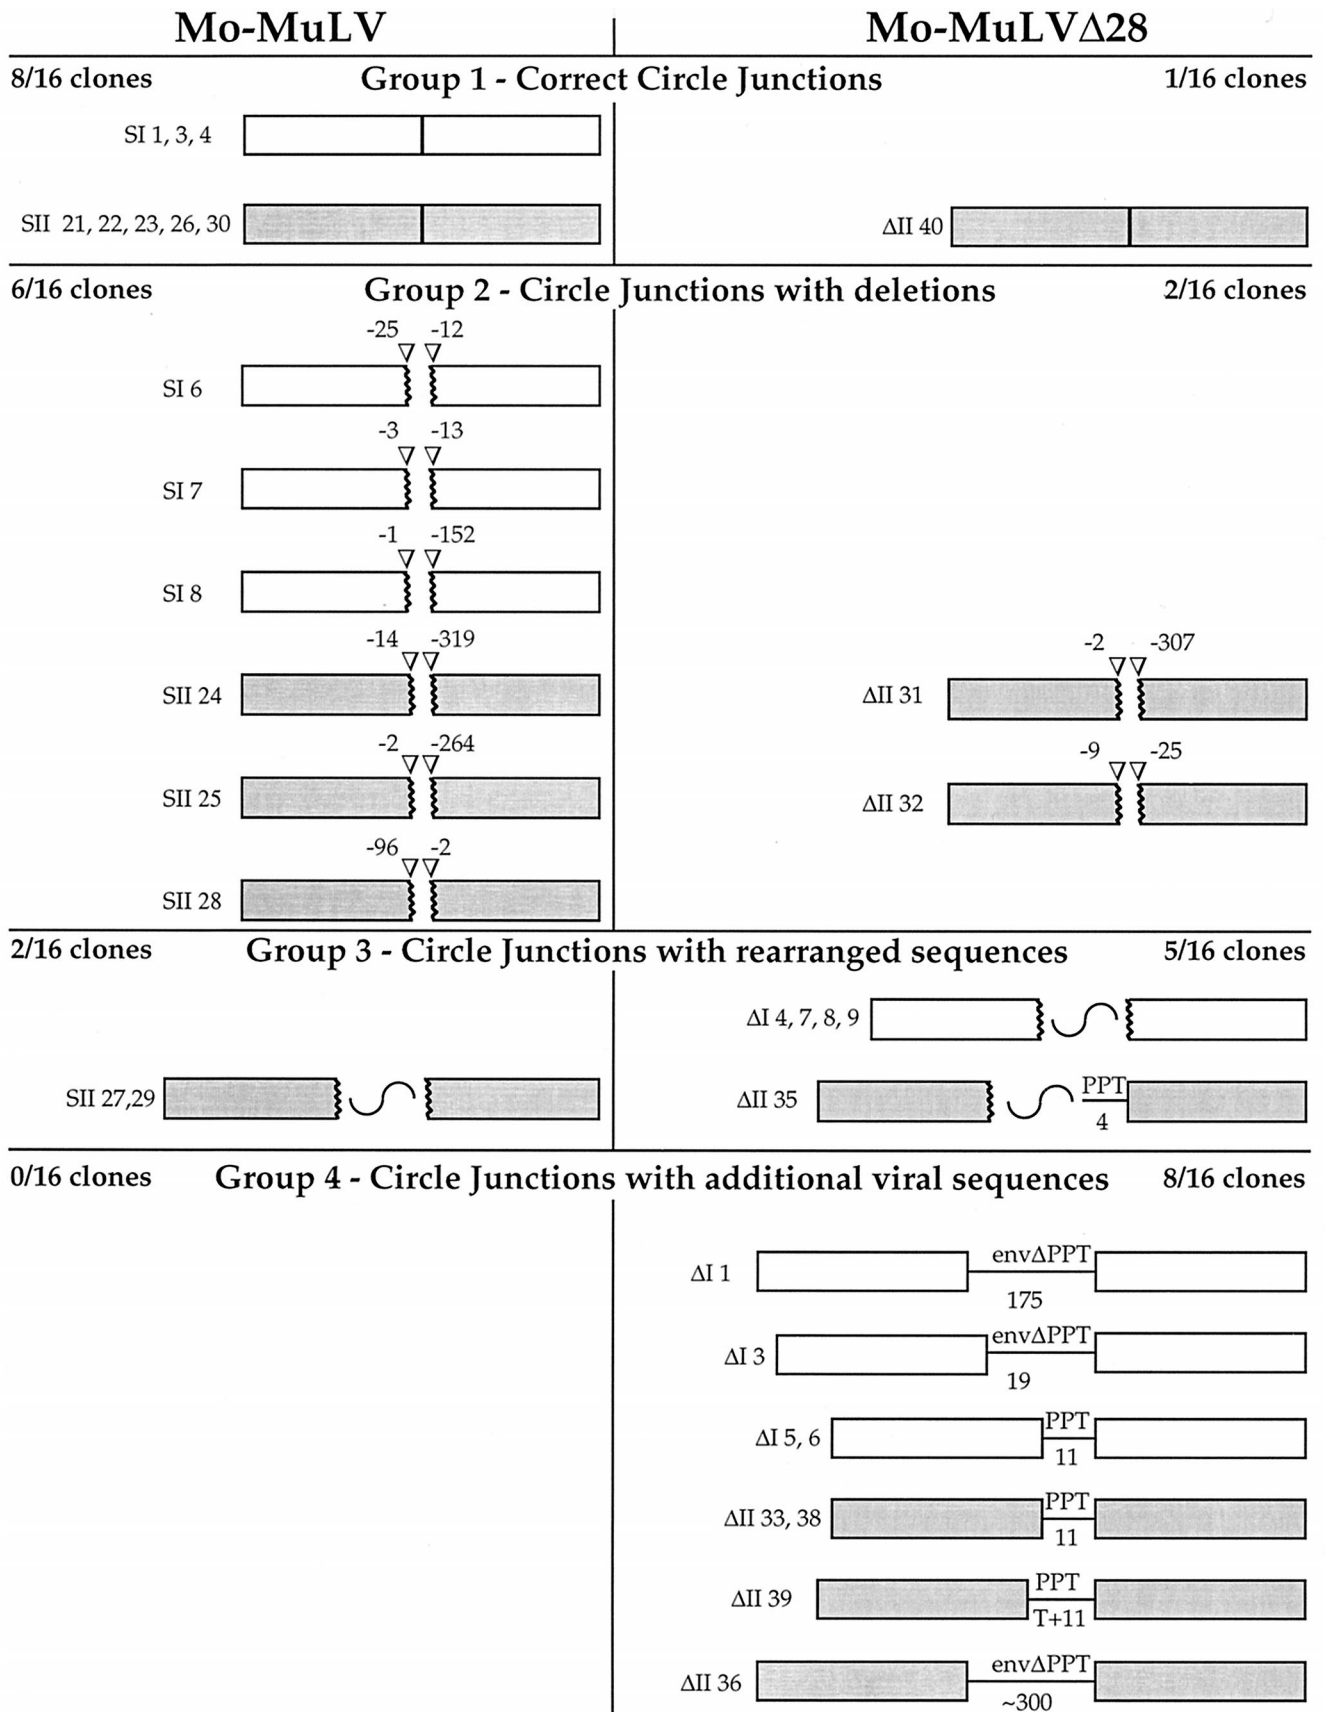 Mo-MuLV Mo-MuLVΔ28
8/16 clones Group 1 - Correct Circle Junctions 1/16 clones
SI 1, 3, 4
SII 21, 22, 23, 26, 30 ΔII 40
6/16 clones Group 2 - Circle Junctions with deletions 2/16 clones
-25 -12
SI 6
-3 -13
SI 7
-1 -152
SI 8
-14 -319 -2 -307
SII 24 ΔII 31
-2 -264 -9 -25
SII 25 ΔII 32
-96 -2
SII 28
2/16 clones Group 3 - Circle Junctions with rearranged sequences 5/16 clones
ΔI 4, 7, 8, 9
SII 27,29 ΔII 35 PPT
4
0/16 clones Group 4 - Circle Junctions with additional viral sequences 8/16 clones
ΔI 1 envΔPPT
175
ΔI 3 envΔPPT
19
ΔI 5, 6 PPT
11
ΔII 33, 38 PPT
11
ΔII 39 PPT
T+11
ΔII 36 envΔPPT
~300